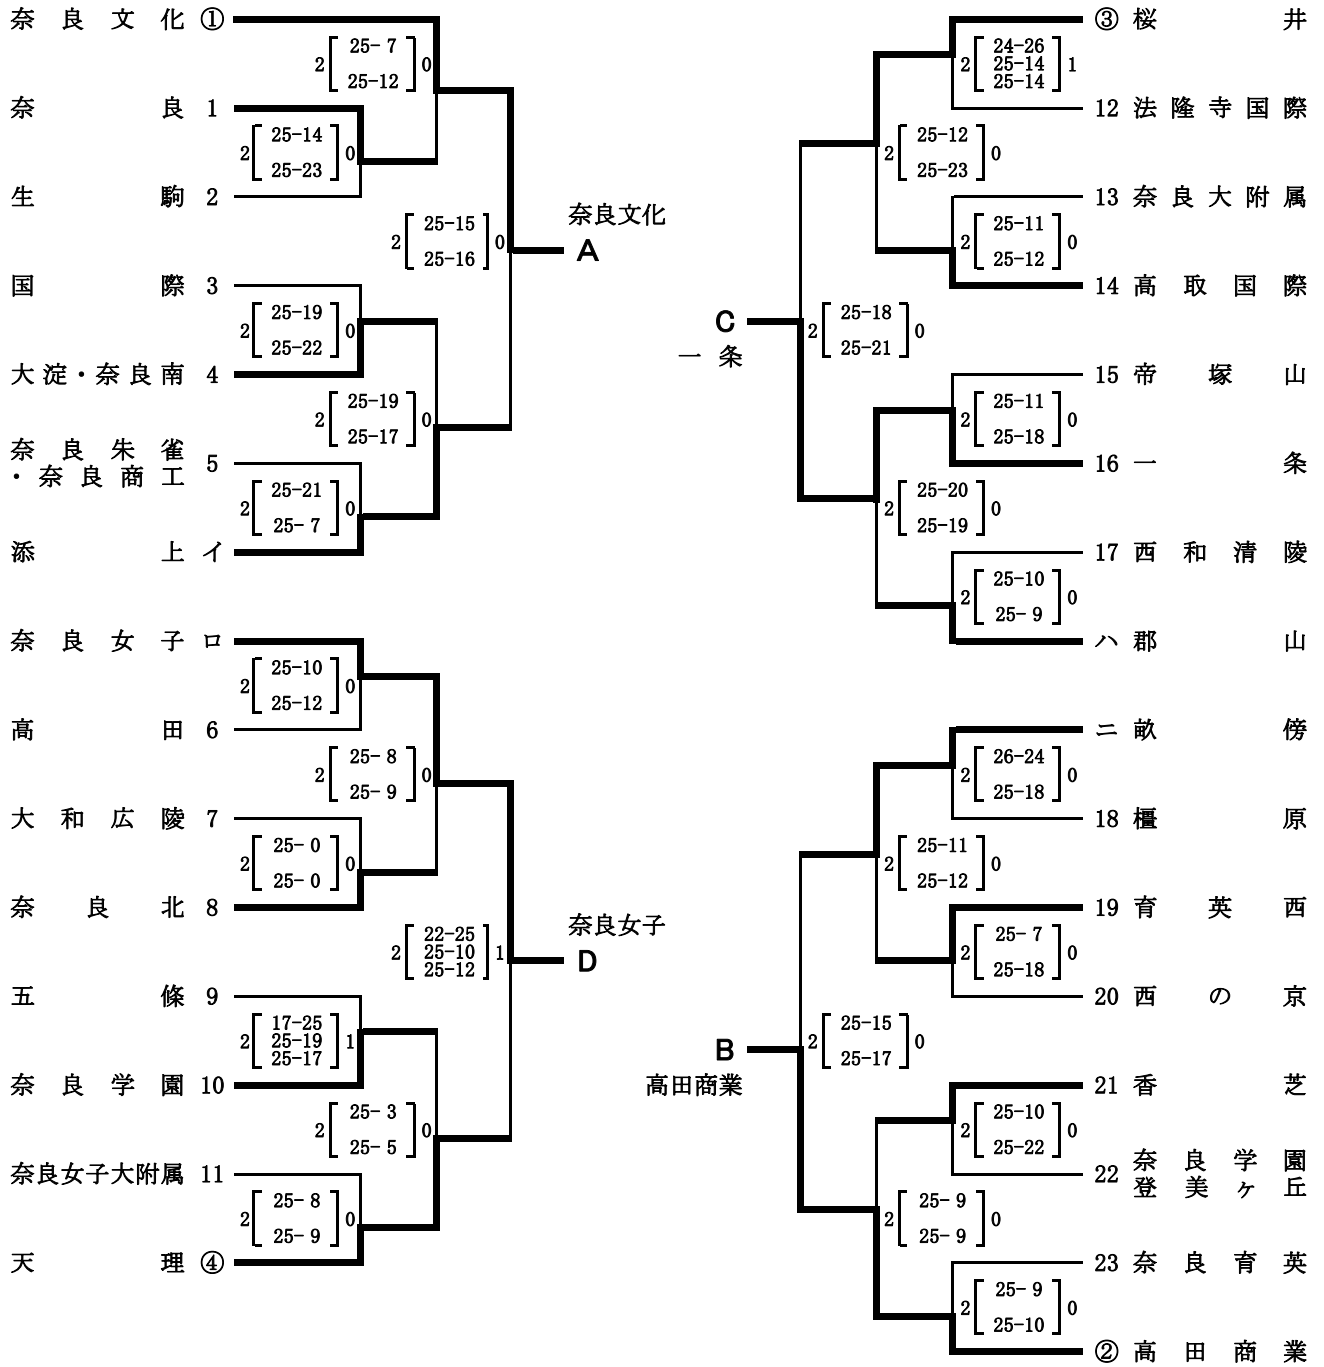 奈良文化 ①
2 [25- 7 25-12] 0
奈良 1
2 [25-14 25-23] 0
生駒 2
2 [25-15 25-16] 0
奈良文化
A
国際 3
2 [25-19 25-22] 0
大淀・奈良南 4
2 [25-19 25-17] 0
奈良朱雀
・奈良商工 5
2 [25-21 25- 7] 0
添上 イ
奈良女子 ロ
2 [25-10 25-12] 0
高田 6
2 [25- 8 25- 9] 0
大和広陵 7
2 [25- 0 25- 0] 0
奈良北 8
2 [22-25 25-10 25-12] 1
奈良女子
D
五條 9
2 [17-25 25-19 25-17] 1
奈良学園 10
2 [25- 3 25- 5] 0
奈良女子大附属 11
2 [25- 8 25- 9] 0
天理 ④
③ 桜井
2 [24-26 25-14 25-14] 1
12 法隆寺国際
2 [25-12 25-23] 0
13 奈良大附属
2 [25-11 25-12] 0
14 高取国際
C
一条
2 [25-18 25-21] 0
15 帝塚山
2 [25-11 25-18] 0
16 一条
2 [25-20 25-19] 0
17 西和清陵
2 [25-10 25- 9] 0
ハ 郡山
ニ 畝傍
2 [26-24 25-18] 0
18 橿原
2 [25-11 25-12] 0
19 育英西
2 [25- 7 25-18] 0
20 西の京
B
高田商業
2 [25-15 25-17] 0
21 香芝
2 [25-10 25-22] 0
22 奈良学園
登美ヶ丘
2 [25- 9 25- 9] 0
23 奈良育英
2 [25- 9 25-10] 0
② 高田商業